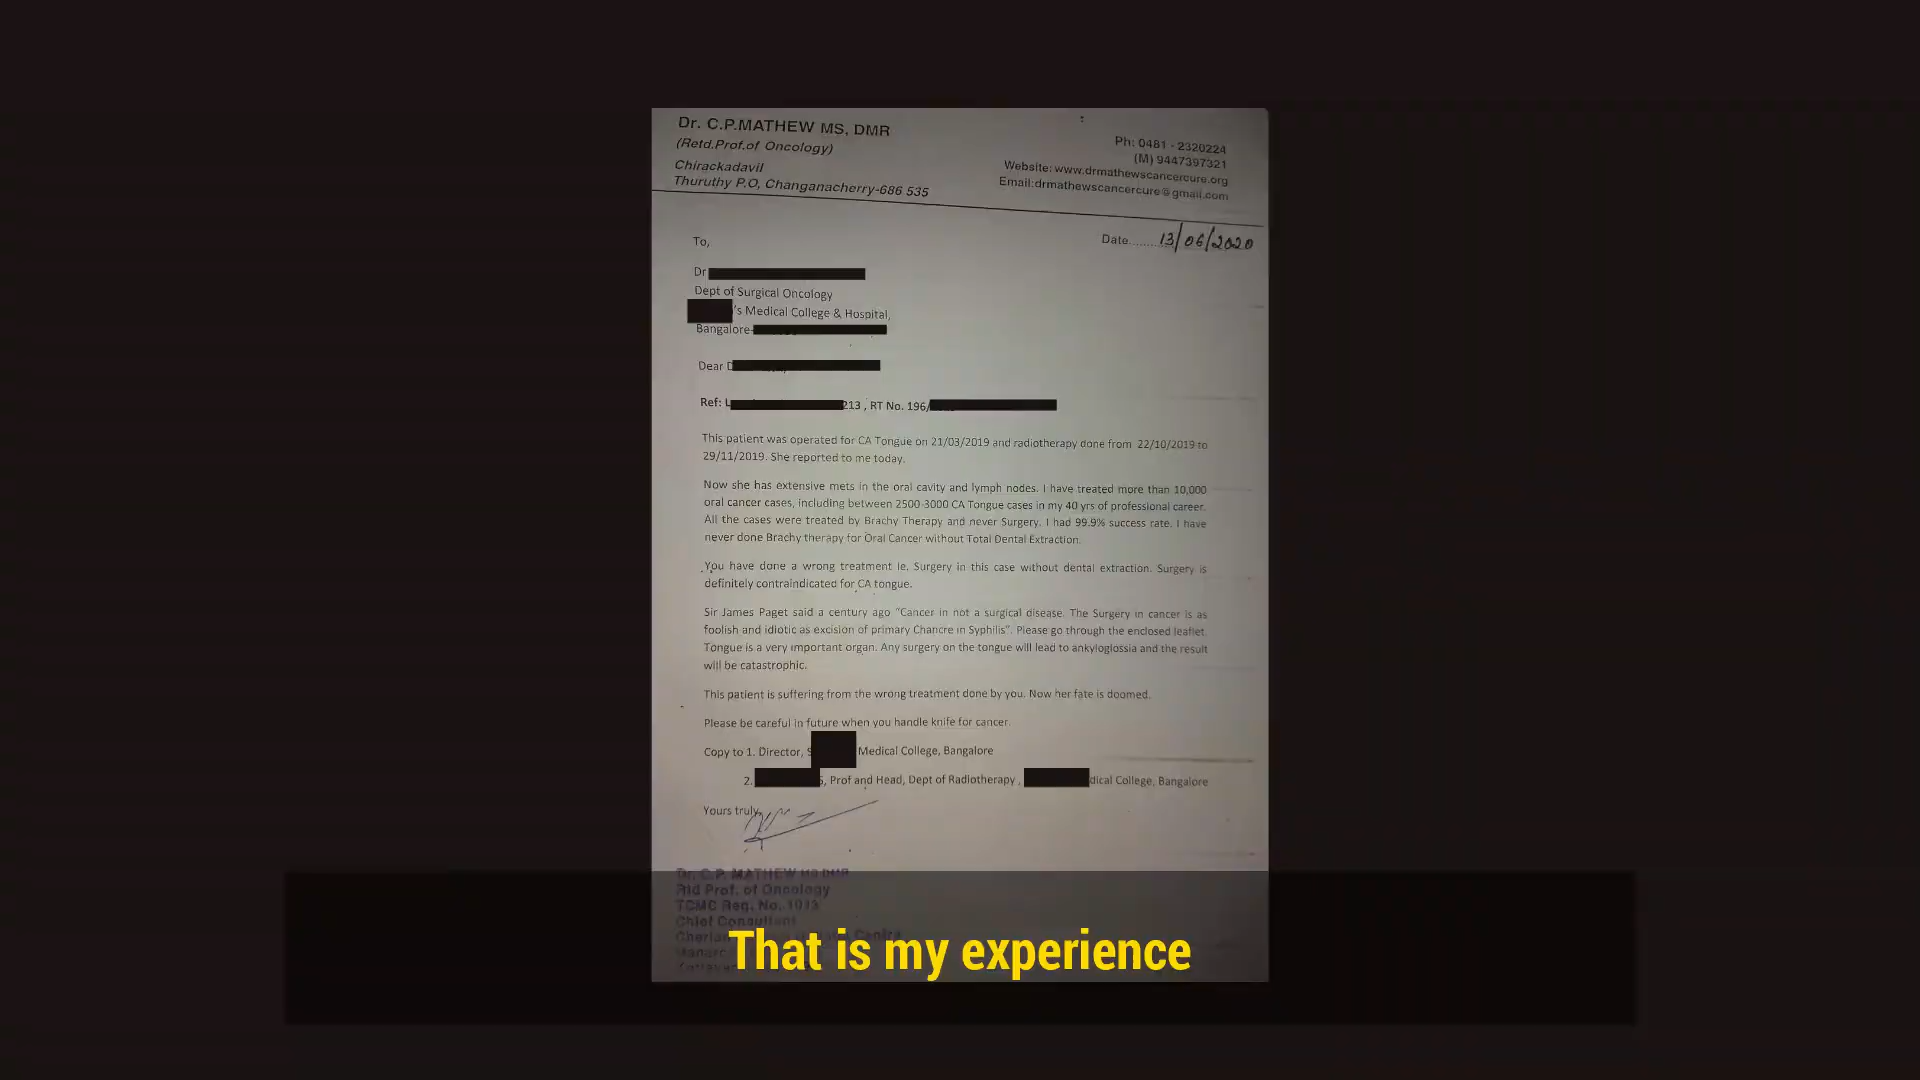 Dr. C.P.MATHEW MS, DMR
(Retd.Prof.of Oncology)
Chirackadavil
Thuruthy P.O, Changanacherry-686 535
Ph: 0481 - 2320224
(M) 9447397321
Website: www.drmathewscancercure.org
Email:drmathewscancercure@gmail.com
Date........13/06/2020
To,
Dr
Dept of Surgical Oncology
's Medical College & Hospital,
Bangalore-
Dear D
Ref: L 213 , RT No. 196/
This patient was operated for CA Tongue on 21/03/2019 and radiotherapy done from 22/10/2019 to
29/11/2019. She reported to me today.
Now she has extensive mets in the oral cavity and lymph nodes. I have treated more than 10,000
oral cancer cases, including between 2500-3000 CA Tongue cases in my 40 yrs of professional career.
All the cases were treated by Brachy Therapy and never Surgery. I had 99.9% success rate. I have
never done Brachy therapy for Oral Cancer without Total Dental Extraction.
You have done a wrong treatment ie. Surgery in this case without dental extraction. Surgery is
definitely contraindicated for CA tongue.
Sir James Paget said a century ago "Cancer in not a surgical disease. The Surgery in cancer is as
foolish and idiotic as excision of primary Chancre in Syphilis". Please go through the enclosed leaflet.
Tongue is a very important organ. Any surgery on the tongue will lead to ankyloglossia and the result
will be catastrophic.
This patient is suffering from the wrong treatment done by you. Now her fate is doomed.
Please be careful in future when you handle knife for cancer.
Copy to 1. Director, S Medical College, Bangalore
2. S, Prof and Head, Dept of Radiotherapy , dical College, Bangalore
Yours truly,
Dr. C.P. MATHEW MS DMR
Rtd Prof. of Oncology
TCMC Reg. No. 1013
Chief Consultant
That is my experience